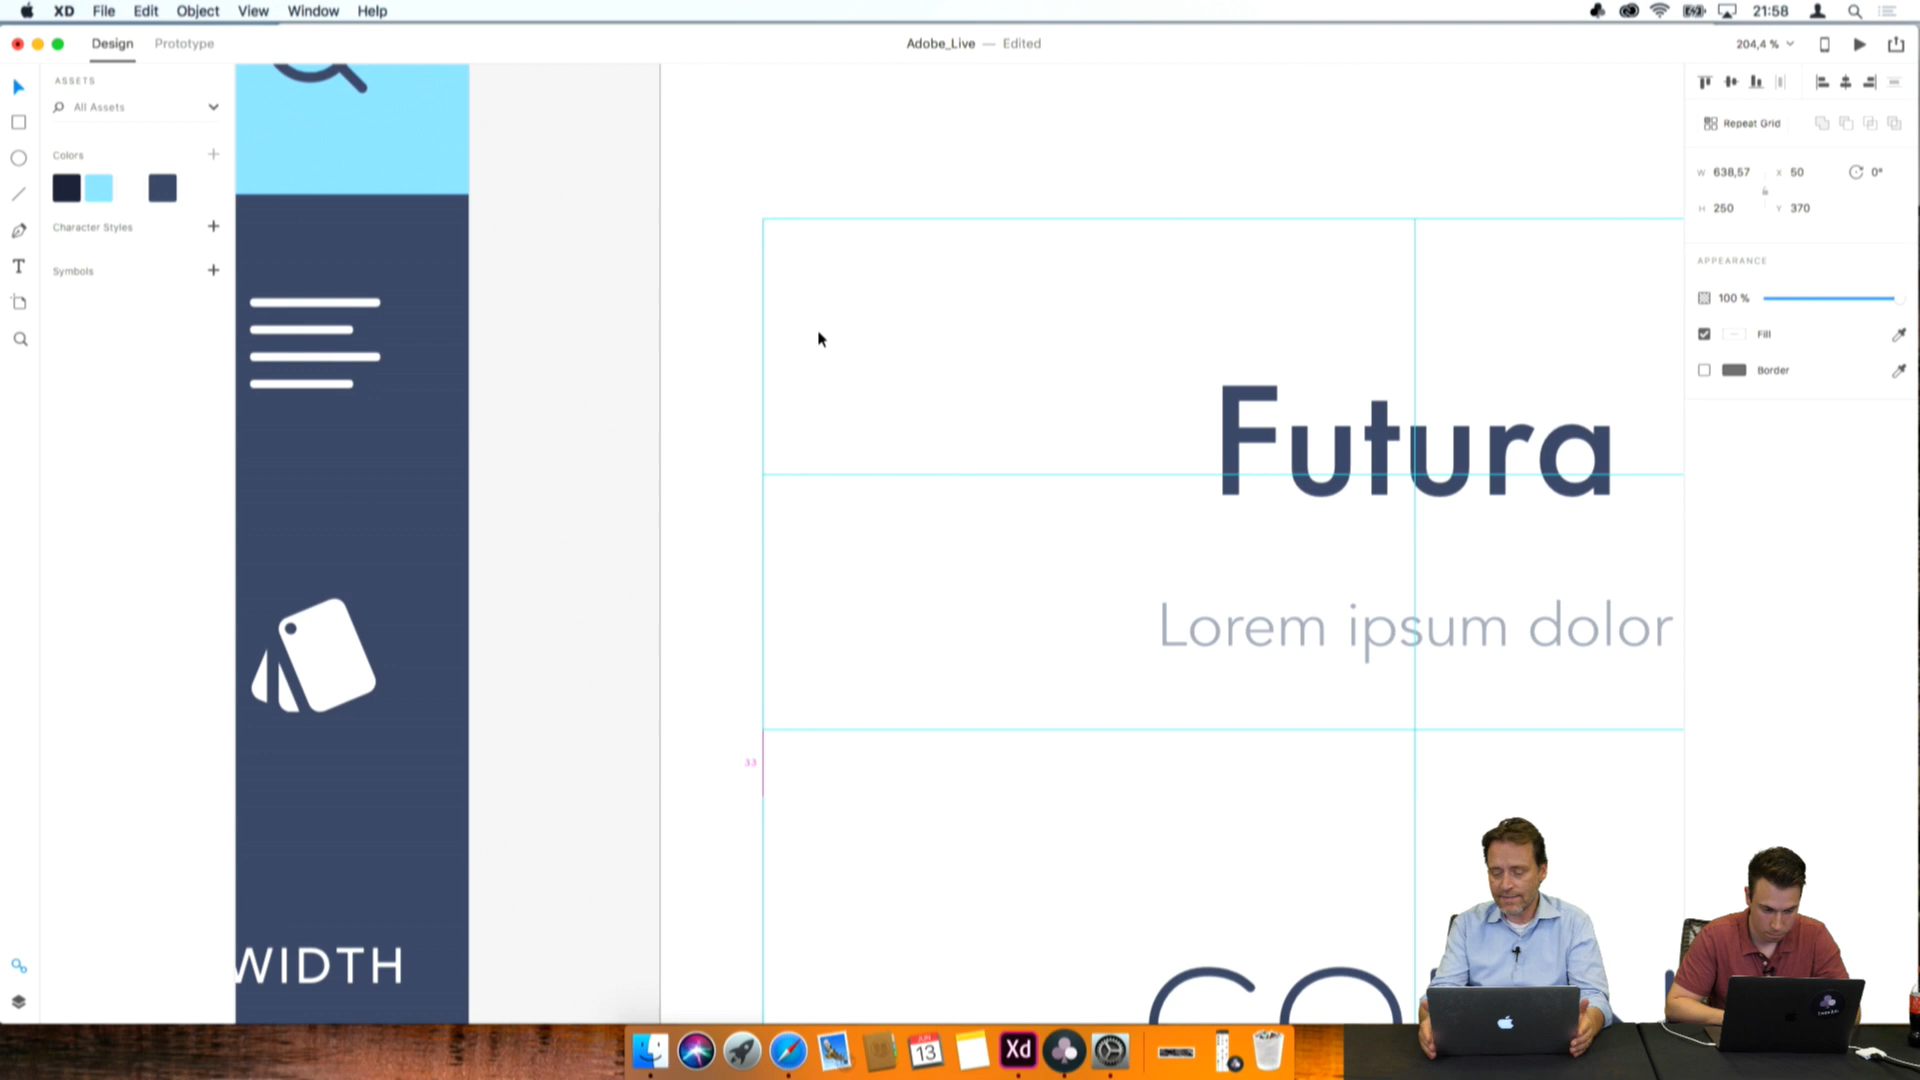 XD File Edit Object View Window Help
21:58
Design Prototype
Adobe_Live — Edited
204,4 %
ASSETS
All Assets
Colors
Character Styles
Symbols
Repeat Grid
W 638,57 X 50 0°
H 250 Y 370
APPEARANCE
100 %
Fill
Border
Futura
Lorem ipsum dolor
33
WIDTH
13
Xd